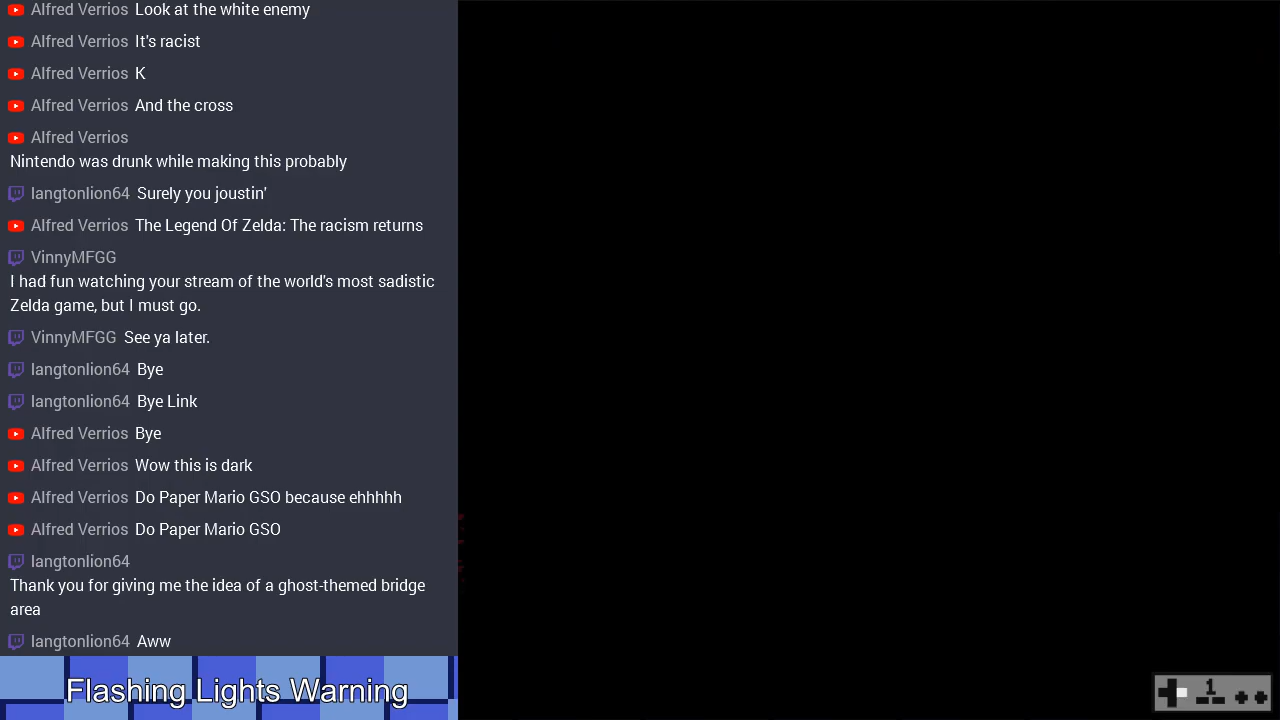 Alfred Verrios Look at the white enemy
Alfred Verrios It's racist
Alfred Verrios K
Alfred Verrios And the cross
Alfred Verrios
Nintendo was drunk while making this probably
Iangtonlion64 Surely you joustin'
Alfred Verrios The Legend Of Zelda: The racism returns
VinnyMFGG
I had fun watching your stream of the world's most sadistic
Zelda game, but I must go.
VinnyMFGG See ya later.
Iangtonlion64 Bye
Iangtonlion64 Bye Link
Alfred Verrios Bye
Alfred Verrios Wow this is dark
Alfred Verrios Do Paper Mario GSO because ehhhhh
Alfred Verrios Do Paper Mario GSO
Iangtonlion64
Thank you for giving me the idea of a ghost-themed bridge
area
Iangtonlion64 Aww
Flashing Lights Warning
1